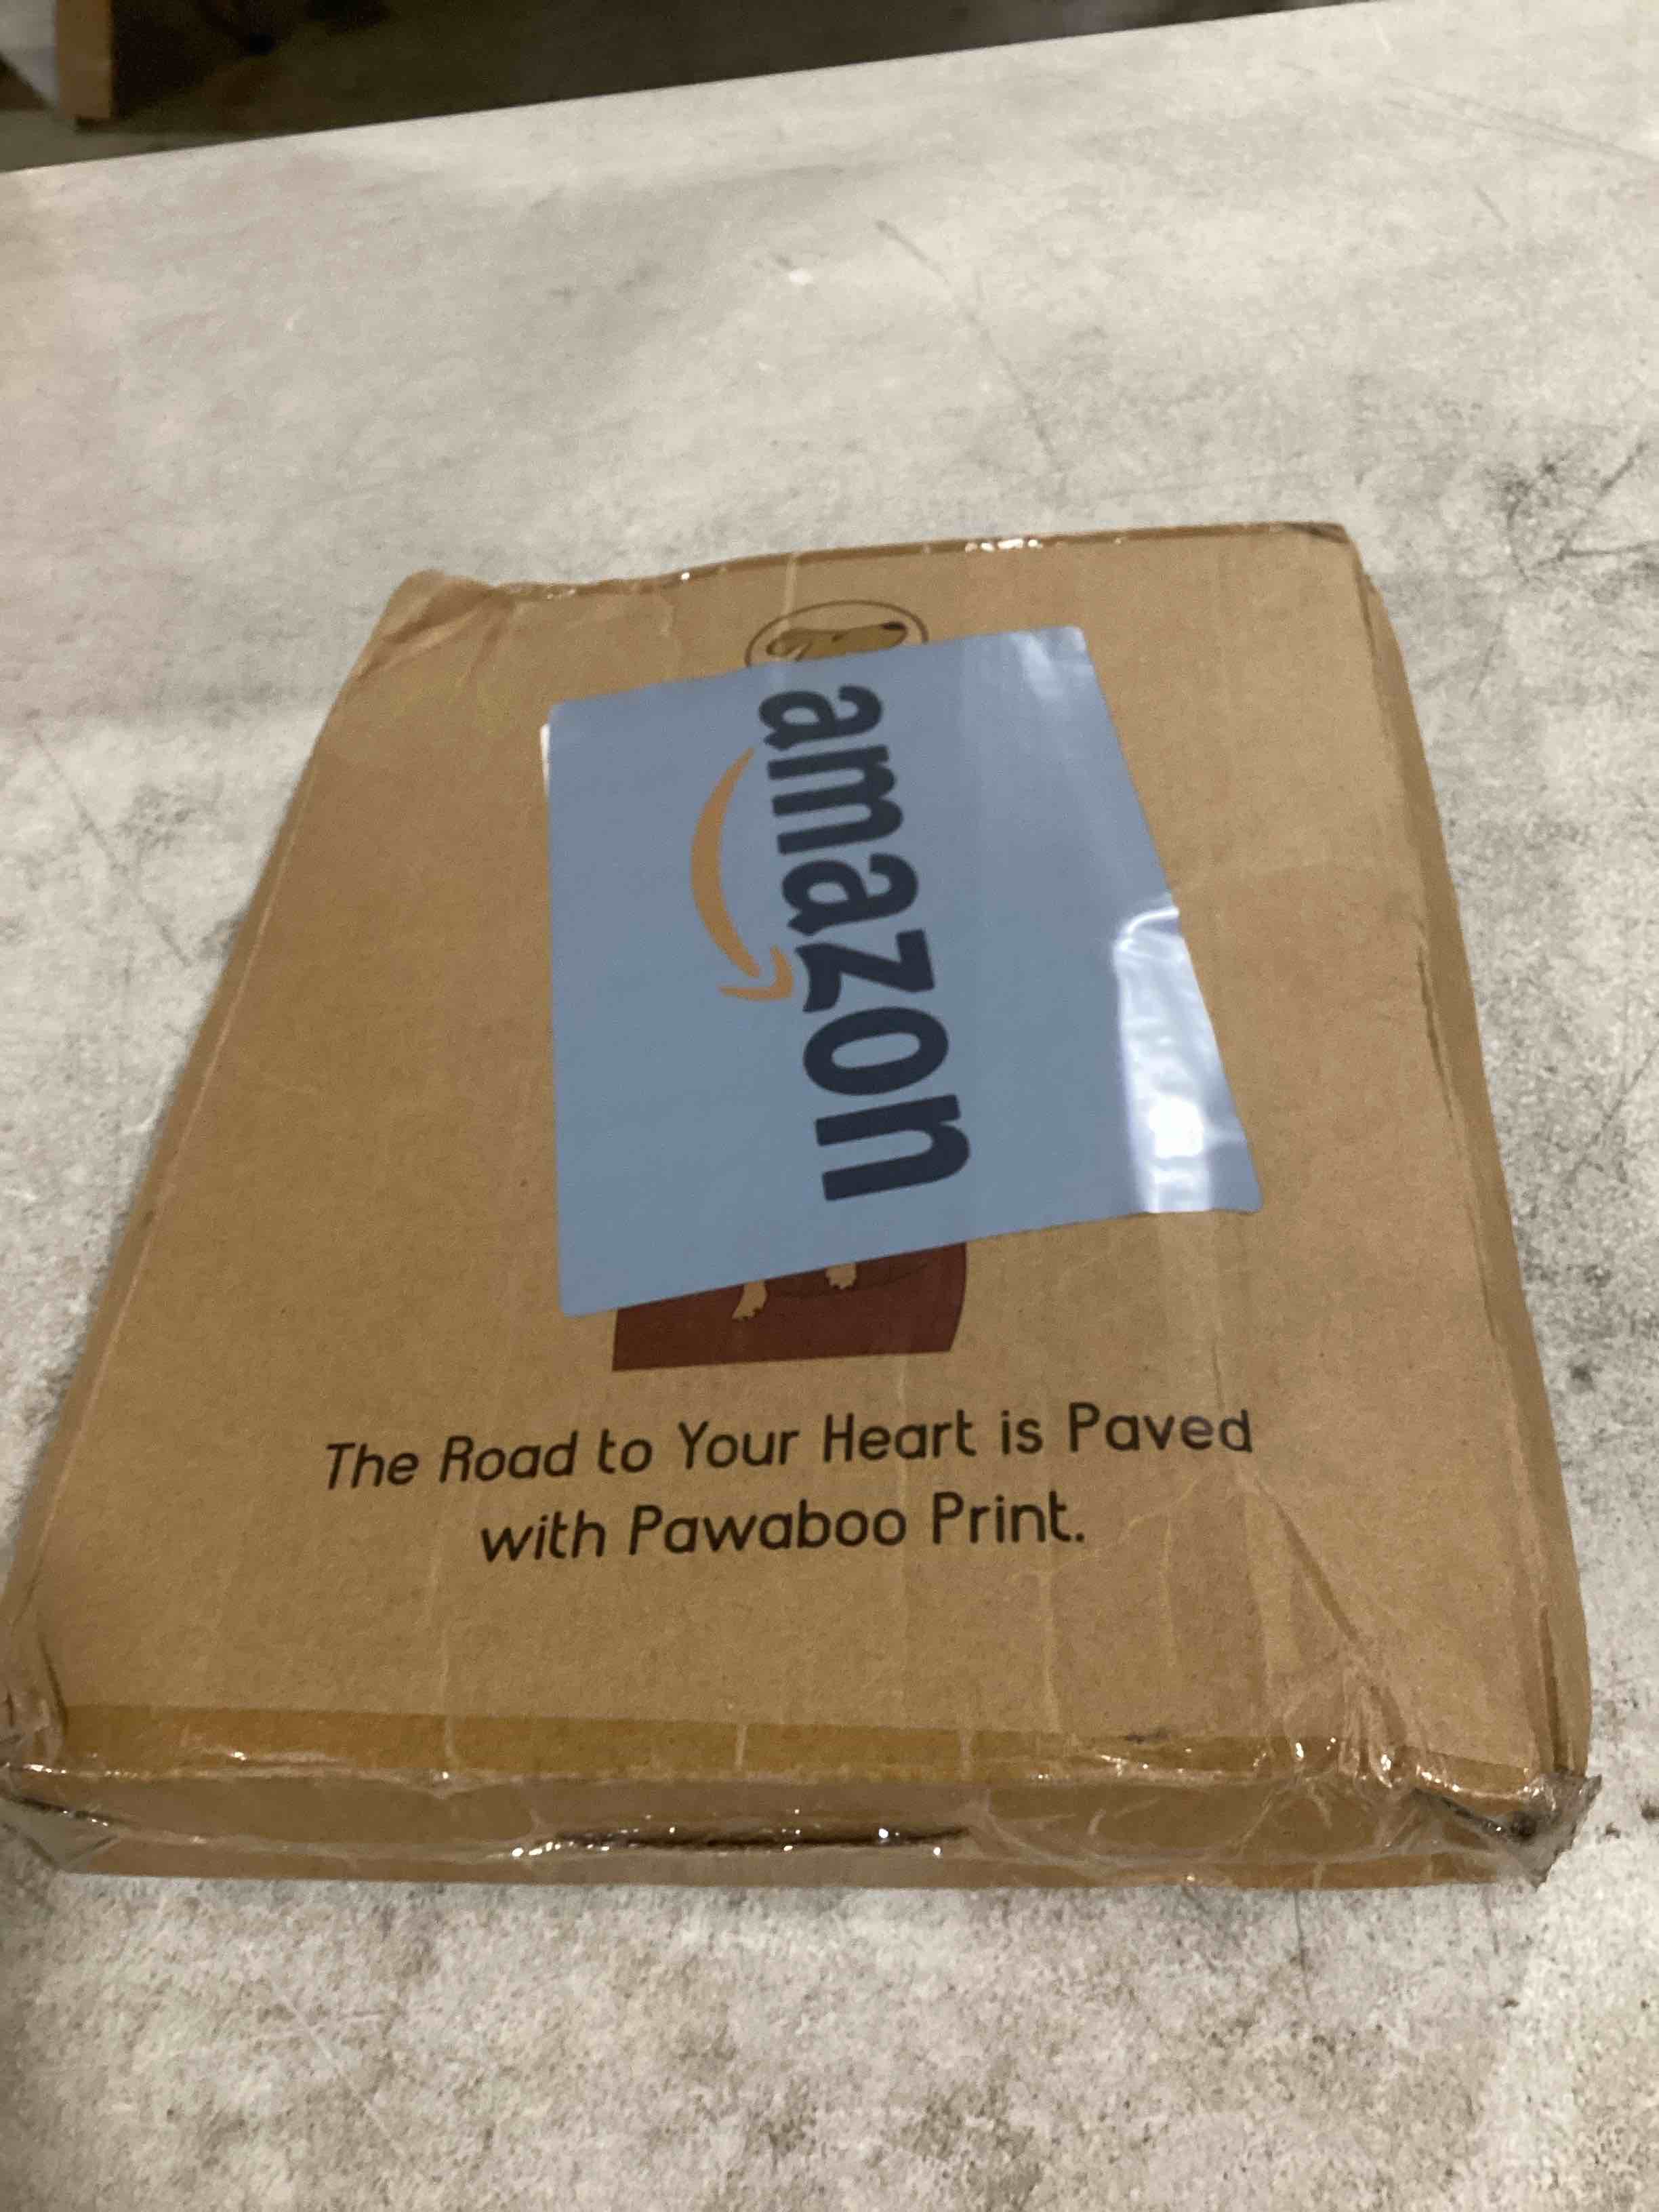 amazon
The Road to Your Heart is Paved
with Pawaboo Print.